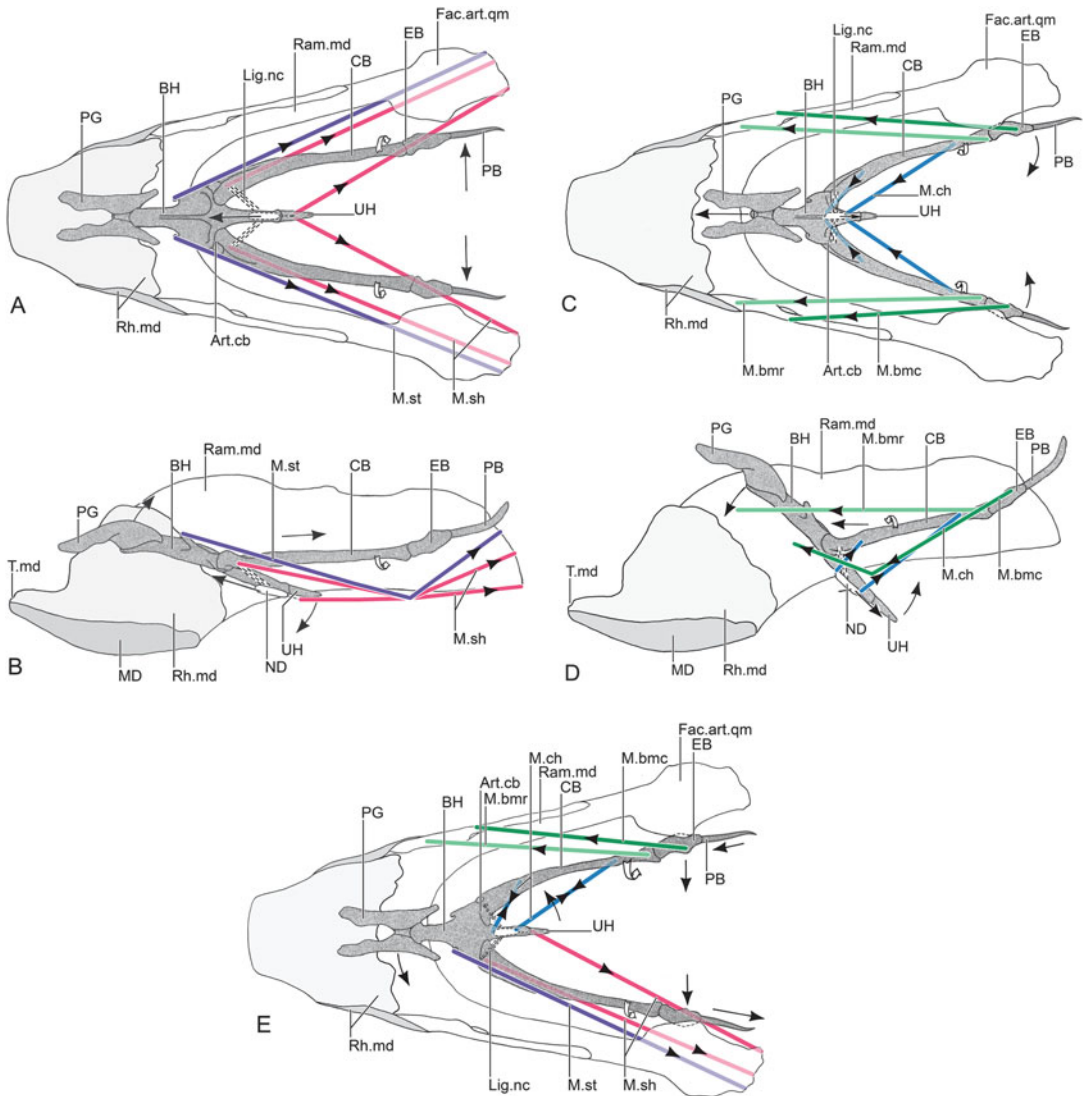 Fac.art.qm
EB
Ram.md
CB
Lig.nc
BH
PG
PB
UH
Rh.md
Art.cb
M.st
M.sh
A
Fac.art.qm
EB
Lig.nc
Ram.md
CB
BH
PG
PB
M.ch
UH
Rh.md
M.bmr
Art.cb
M.bmc
C
Ram.md
BH
M.st
CB
EB
PB
PG
T.md
M.sh
UH
ND
MD
Rh.md
B
PG
Ram.md
BH
M.bmr
CB
EB
PB
T.md
M.ch
M.bmc
ND
UH
MD
Rh.md
D
Fac.art.qm
EB
M.ch
M.bmc
Art.cb
Ram.md
M.bmr
CB
BH
PG
PB
UH
Rh.md
Lig.nc
M.st
M.sh
E